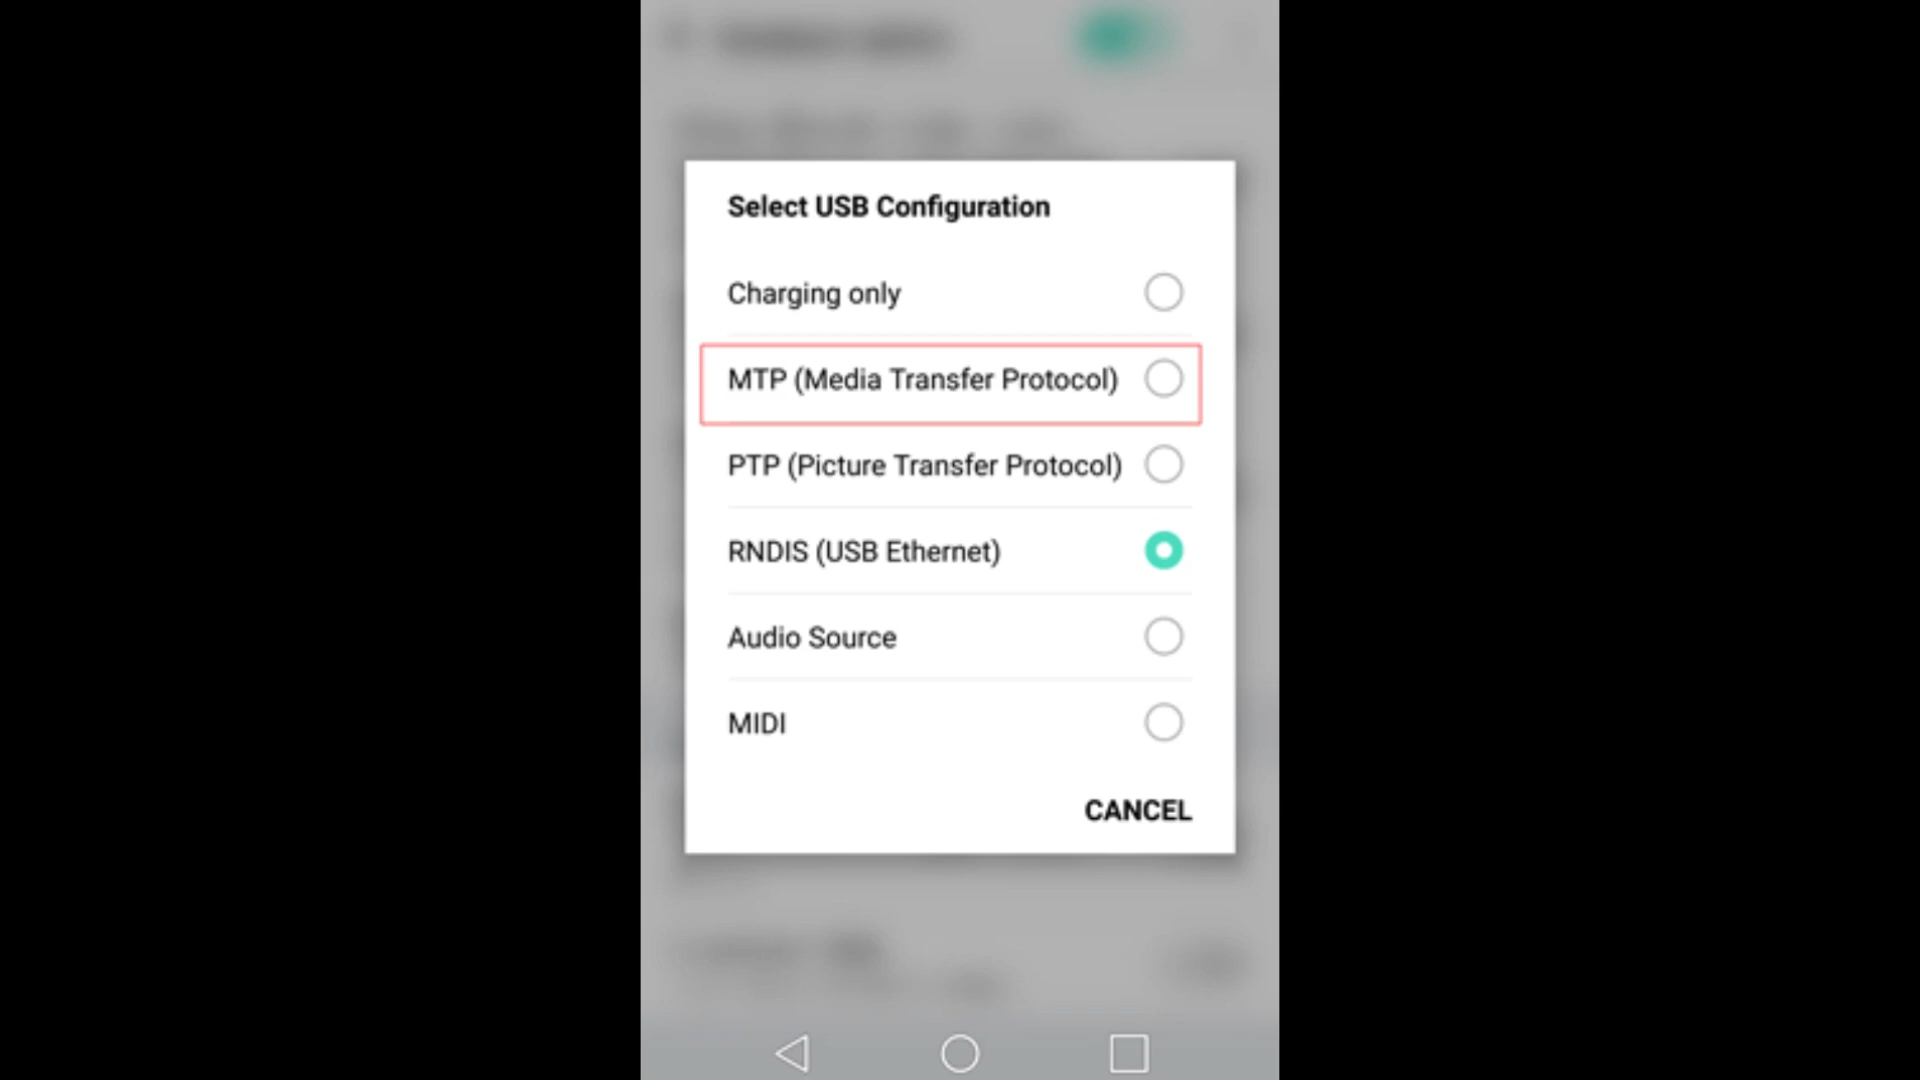 Select USB Configuration
Charging only
MTP (Media Transfer Protocol)
PTP (Picture Transfer Protocol)
RNDIS (USB Ethernet)
Audio Source
MIDI
CANCEL